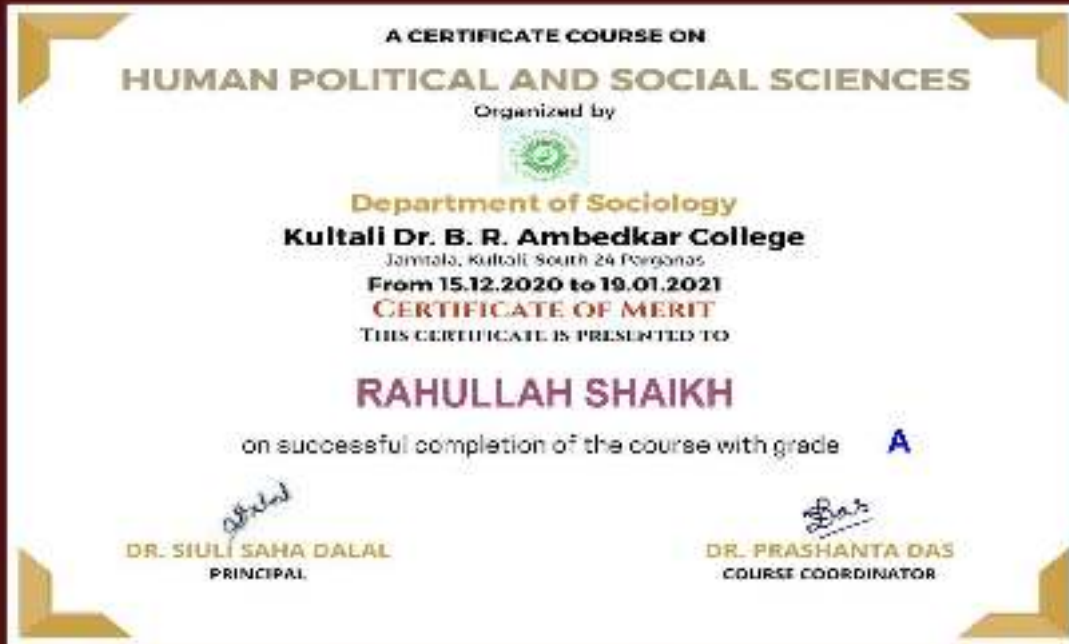 A CERTIFICATE COURSE ON
HUMAN POLITICAL AND SOCIAL SCIENCES
Organized by
Department of Sociology
Kultali Dr. B. R. Ambedkar College
Jamtala, Kultali, South 24 Parganas
From 15.12.2020 to 19.01.2021
CERTIFICATE OF MERIT
THIS CERTIFICATE IS PRESENTED TO
RAHULLAH SHAIKH
on successful completion of the course with grade A
DR. SIULI SAHA DALAL
PRINCIPAL
Das
DR. PRASHANTA DAS
COURSE COORDINATOR